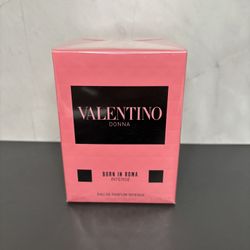 VALENTINO
DONNA
BORN IN ROMA
INTENSE
EAU DE PARFUM INTENSE